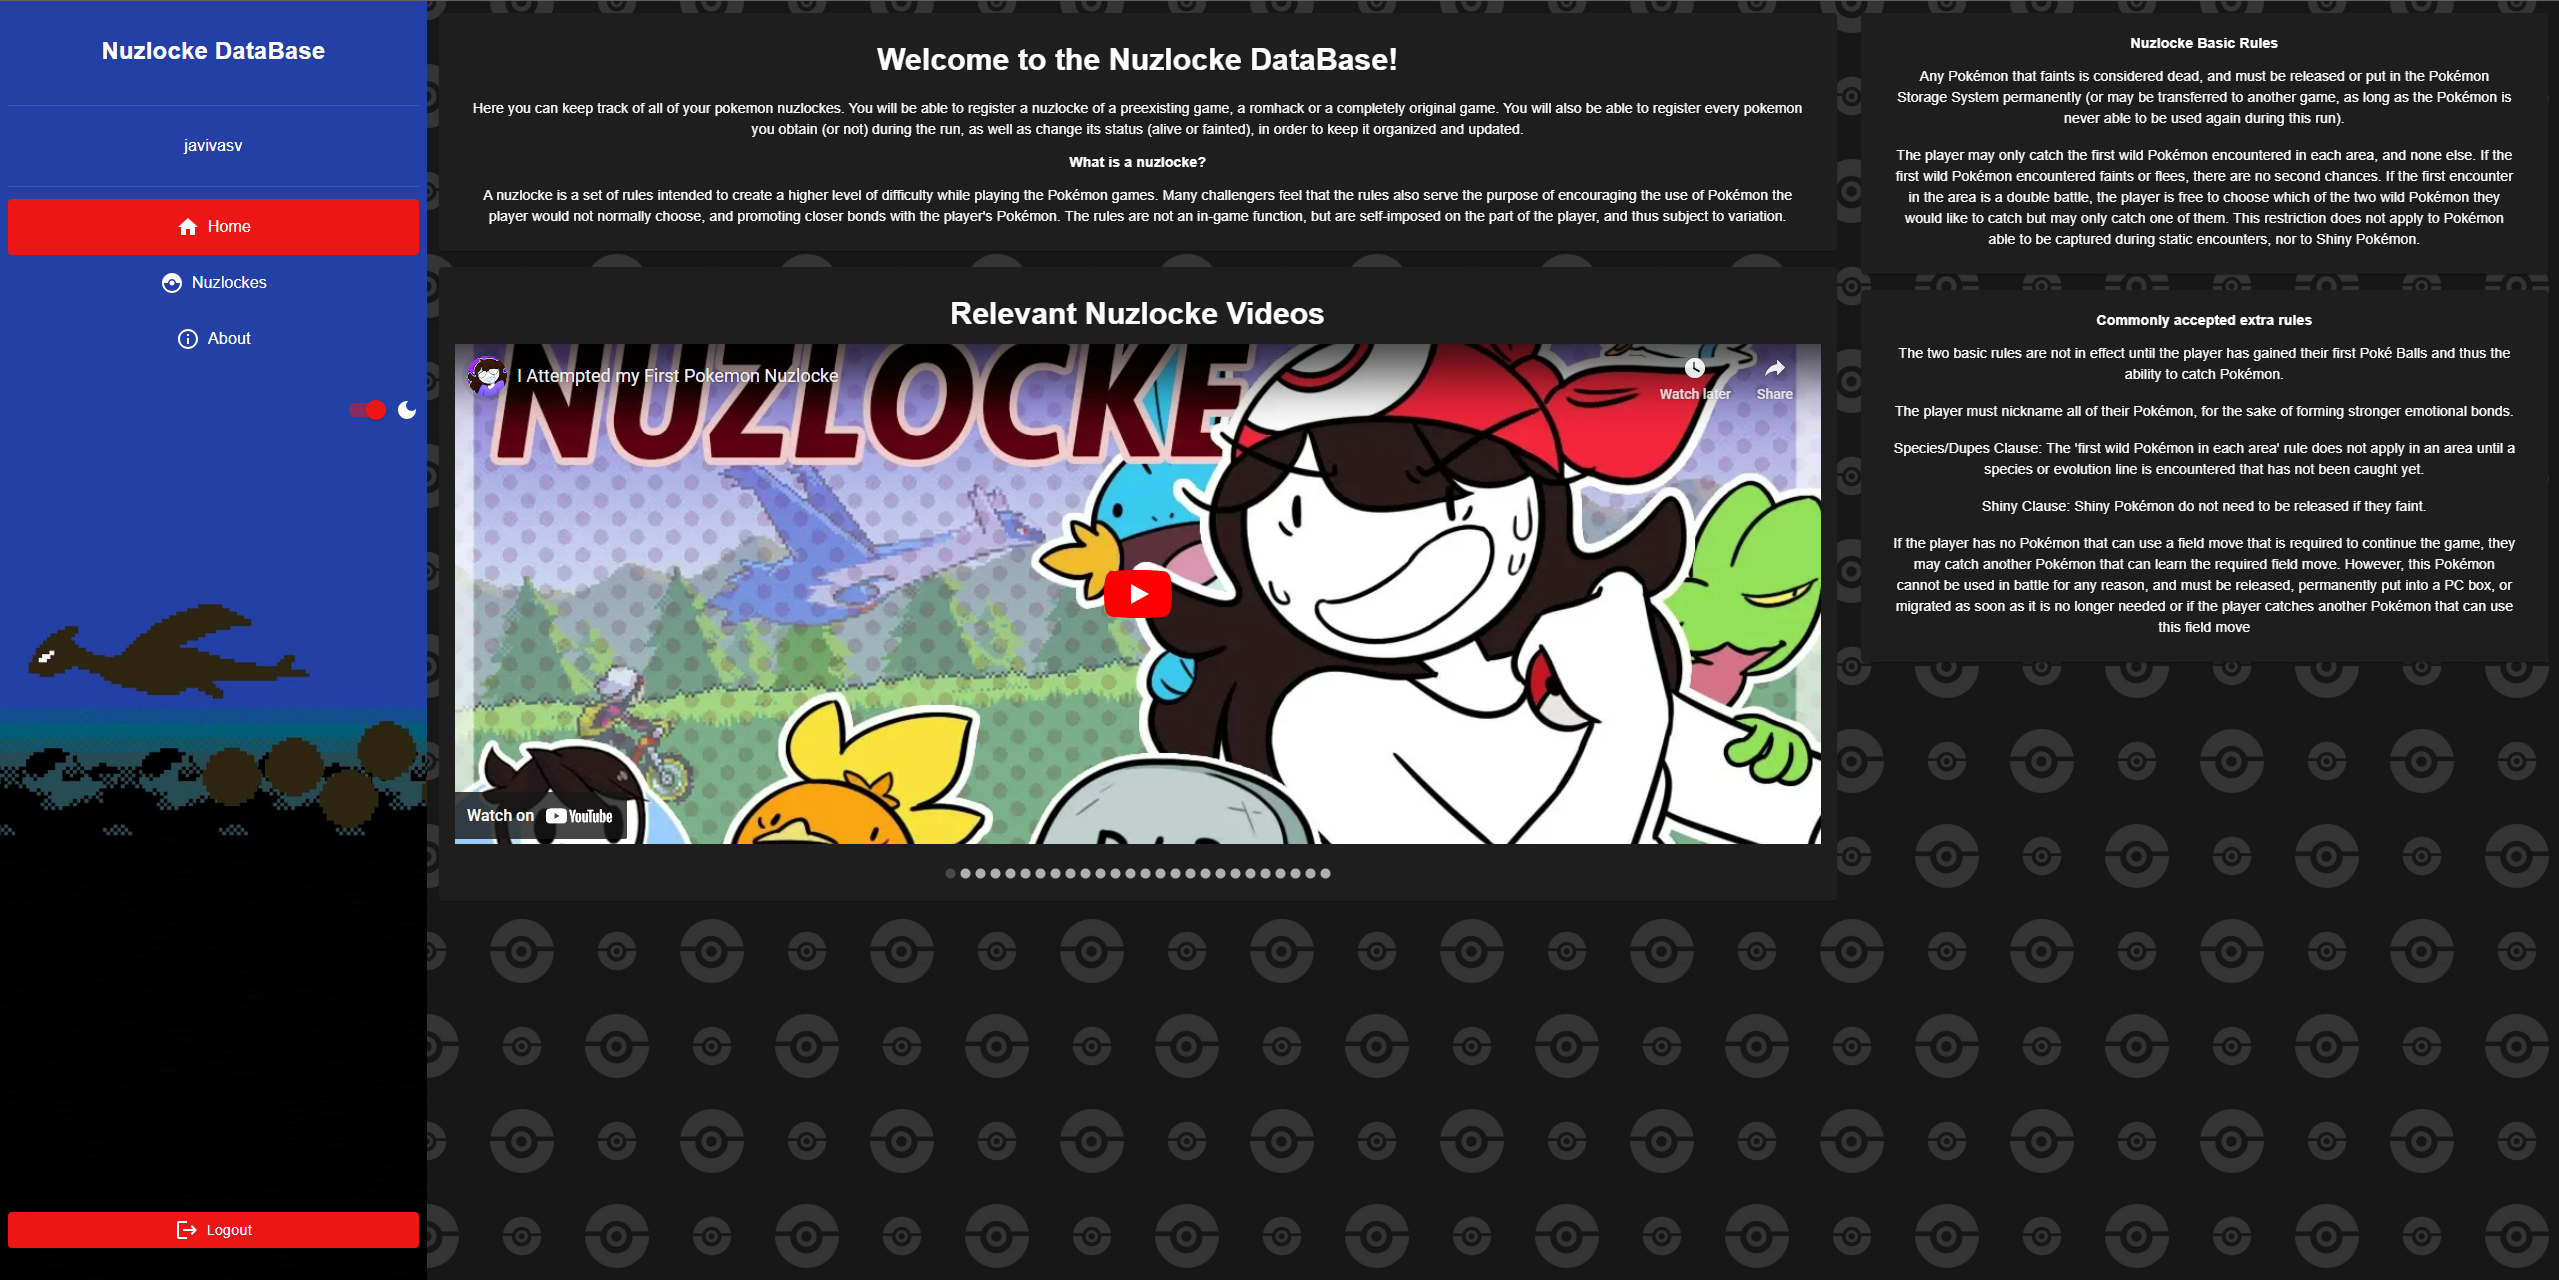 Nuzlocke DataBase
javivasv
Home
Nuzlockes
About
Logout
Welcome to the Nuzlocke DataBase!
Here you can keep track of all of your pokemon nuzlockes. You will be able to register a nuzlocke of a preexisting game, a romhack or a completely original game. You will also be able to register every pokemon
you obtain (or not) during the run, as well as change its status (alive or fainted), in order to keep it organized and updated.
What is a nuzlocke?
A nuzlocke is a set of rules intended to create a higher level of difficulty while playing the Pokémon games. Many challengers feel that the rules also serve the purpose of encouraging the use of Pokémon the
player would not normally choose, and promoting closer bonds with the player's Pokémon. The rules are not an in-game function, but are self-imposed on the part of the player, and thus subject to variation.
Relevant Nuzlocke Videos
NUZLOCKE
I Attempted my First Pokemon Nuzlocke
Watch later
Share
Watch on YouTube
Nuzlocke Basic Rules
Any Pokémon that faints is considered dead, and must be released or put in the Pokémon
Storage System permanently (or may be transferred to another game, as long as the Pokémon is
never able to be used again during this run).
The player may only catch the first wild Pokémon encountered in each area, and none else. If the
first wild Pokémon encountered faints or flees, there are no second chances. If the first encounter
in the area is a double battle, the player is free to choose which of the two wild Pokémon they
would like to catch but may only catch one of them. This restriction does not apply to Pokémon
able to be captured during static encounters, nor to Shiny Pokémon.
Commonly accepted extra rules
The two basic rules are not in effect until the player has gained their first Poké Balls and thus the
ability to catch Pokémon.
The player must nickname all of their Pokémon, for the sake of forming stronger emotional bonds.
Species/Dupes Clause: The 'first wild Pokémon in each area' rule does not apply in an area until a
species or evolution line is encountered that has not been caught yet.
Shiny Clause: Shiny Pokémon do not need to be released if they faint.
If the player has no Pokémon that can use a field move that is required to continue the game, they
may catch another Pokémon that can learn the required field move. However, this Pokémon
cannot be used in battle for any reason, and must be released, permanently put into a PC box, or
migrated as soon as it is no longer needed or if the player catches another Pokémon that can use
this field move